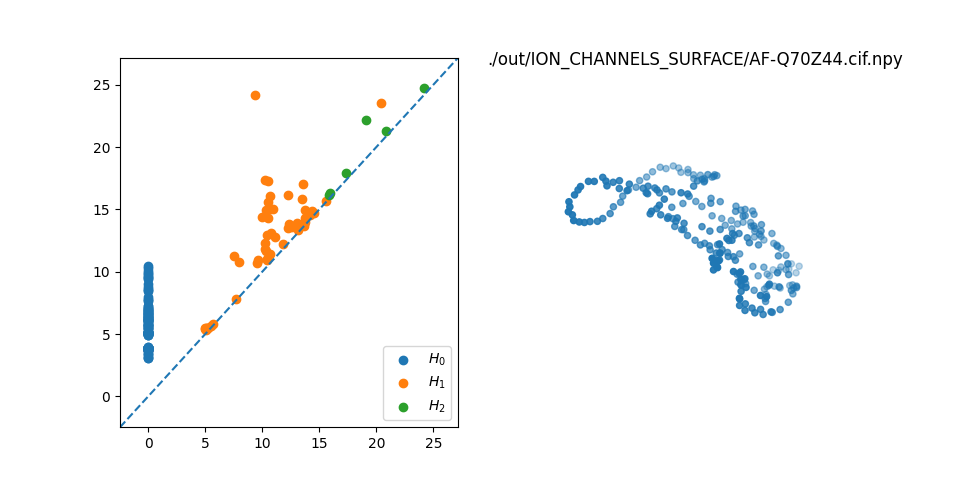 ./out/ION_CHANNELS_SURFACE/AF-Q70Z44.cif.npy
25
20
15
10
5
0
H₀
H₁
H₂
0 5 10 15 20 25